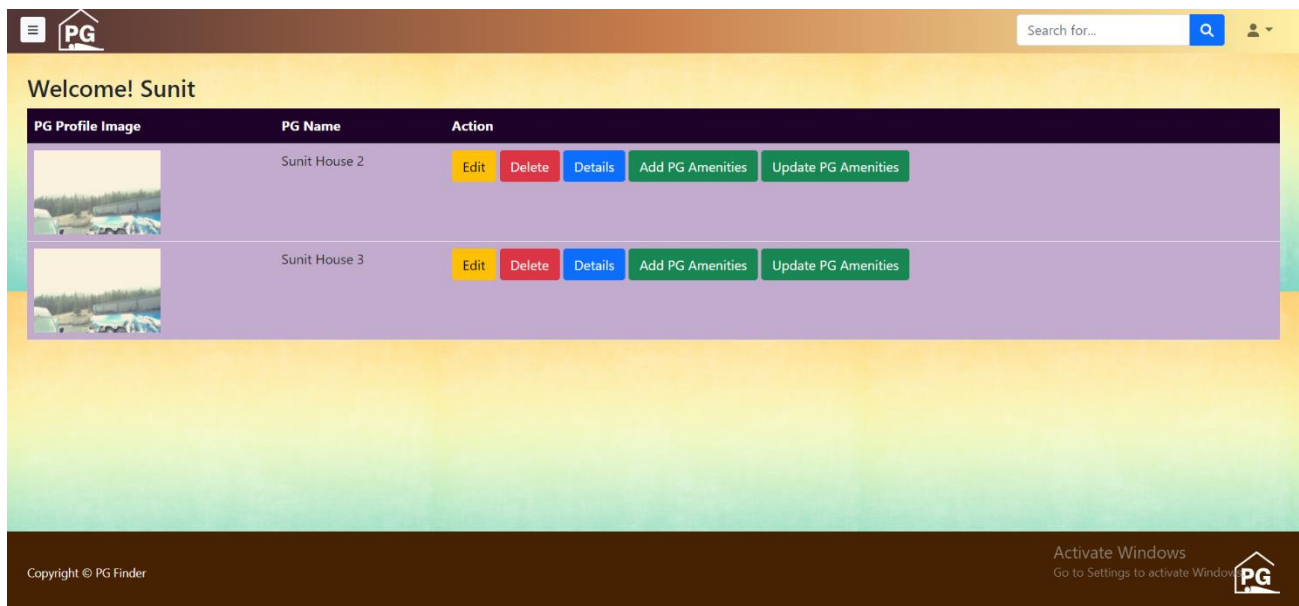 PG
Search for...
Welcome! Sunit
PG Profile Image PG Name Action
Sunit House 2 Edit Delete Details Add PG Amenities Update PG Amenities
Sunit House 3 Edit Delete Details Add PG Amenities Update PG Amenities
Activate Windows
Go to Settings to activate Windows
Copyright © PG Finder
PG